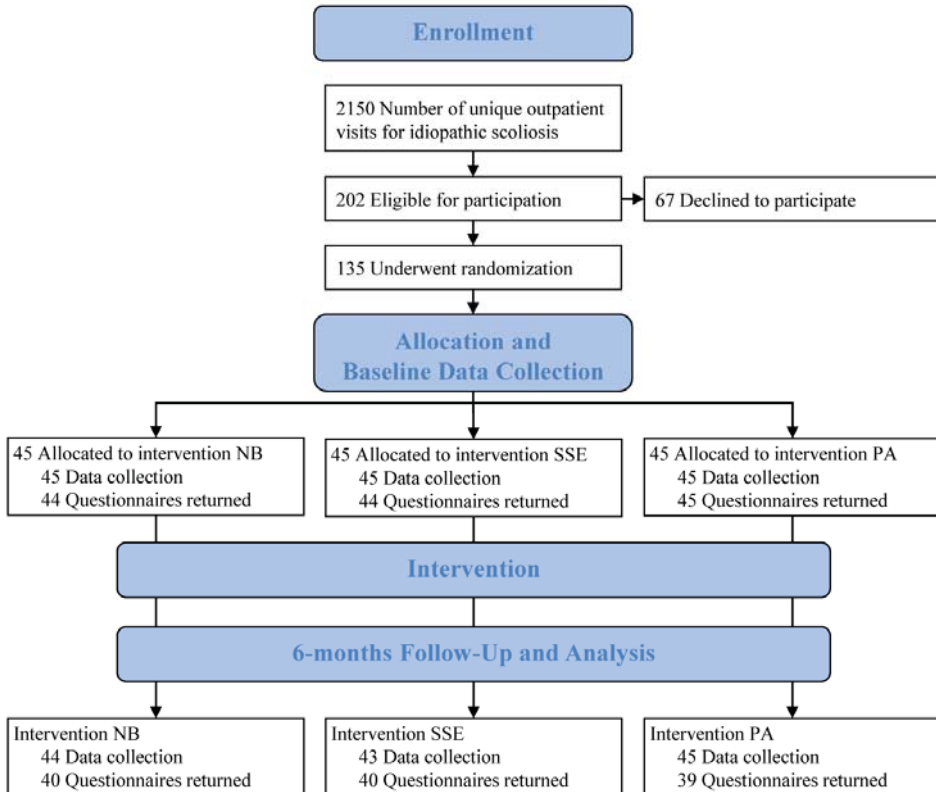 Enrollment
2150 Number of unique outpatient
visits for idiopathic scoliosis
202 Eligible for participation
67 Declined to participate
135 Underwent randomization
Allocation and
Baseline Data Collection
45 Allocated to intervention NB
45 Data collection
44 Questionnaires returned
45 Allocated to intervention SSE
45 Data collection
44 Questionnaires returned
45 Allocated to intervention PA
45 Data collection
45 Questionnaires returned
Intervention
6-months Follow-Up and Analysis
Intervention NB
44 Data collection
40 Questionnaires returned
Intervention SSE
43 Data collection
40 Questionnaires returned
Intervention PA
45 Data collection
39 Questionnaires returned